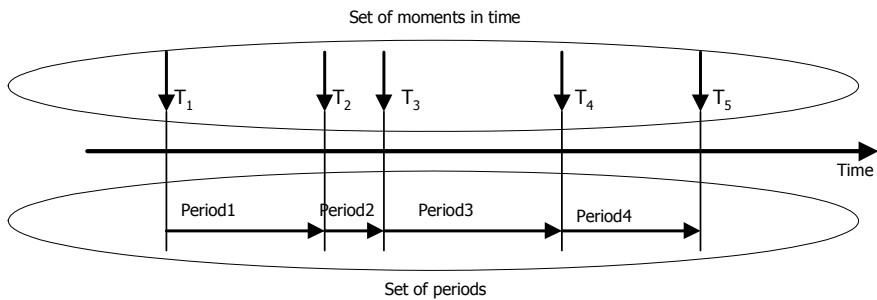 Set of moments in time
T1 T2 T3 T4 T5
Time
Period1 Period2 Period3 Period4
Set of periods